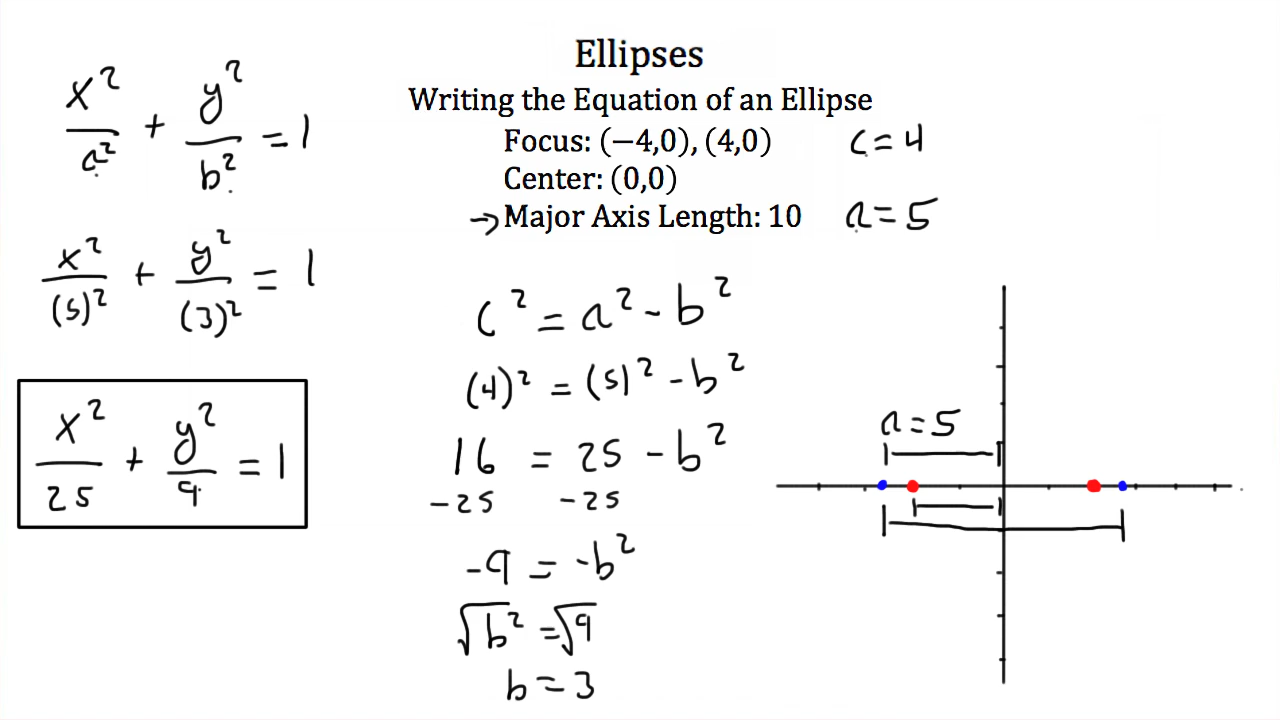 Ellipses
Writing the Equation of an Ellipse
Focus: (−4,0), (4,0) c = 4
Center: (0,0)
→ Major Axis Length: 10 a = 5
x²/a² + y²/b² = 1
x²/(5)² + y²/(3)² = 1
x²/25 + y²/9 = 1
c² = a² - b²
(4)² = (5)² - b²
16 = 25 - b²
-25 -25
-9 = -b²
√b² = √9
b = 3
a = 5